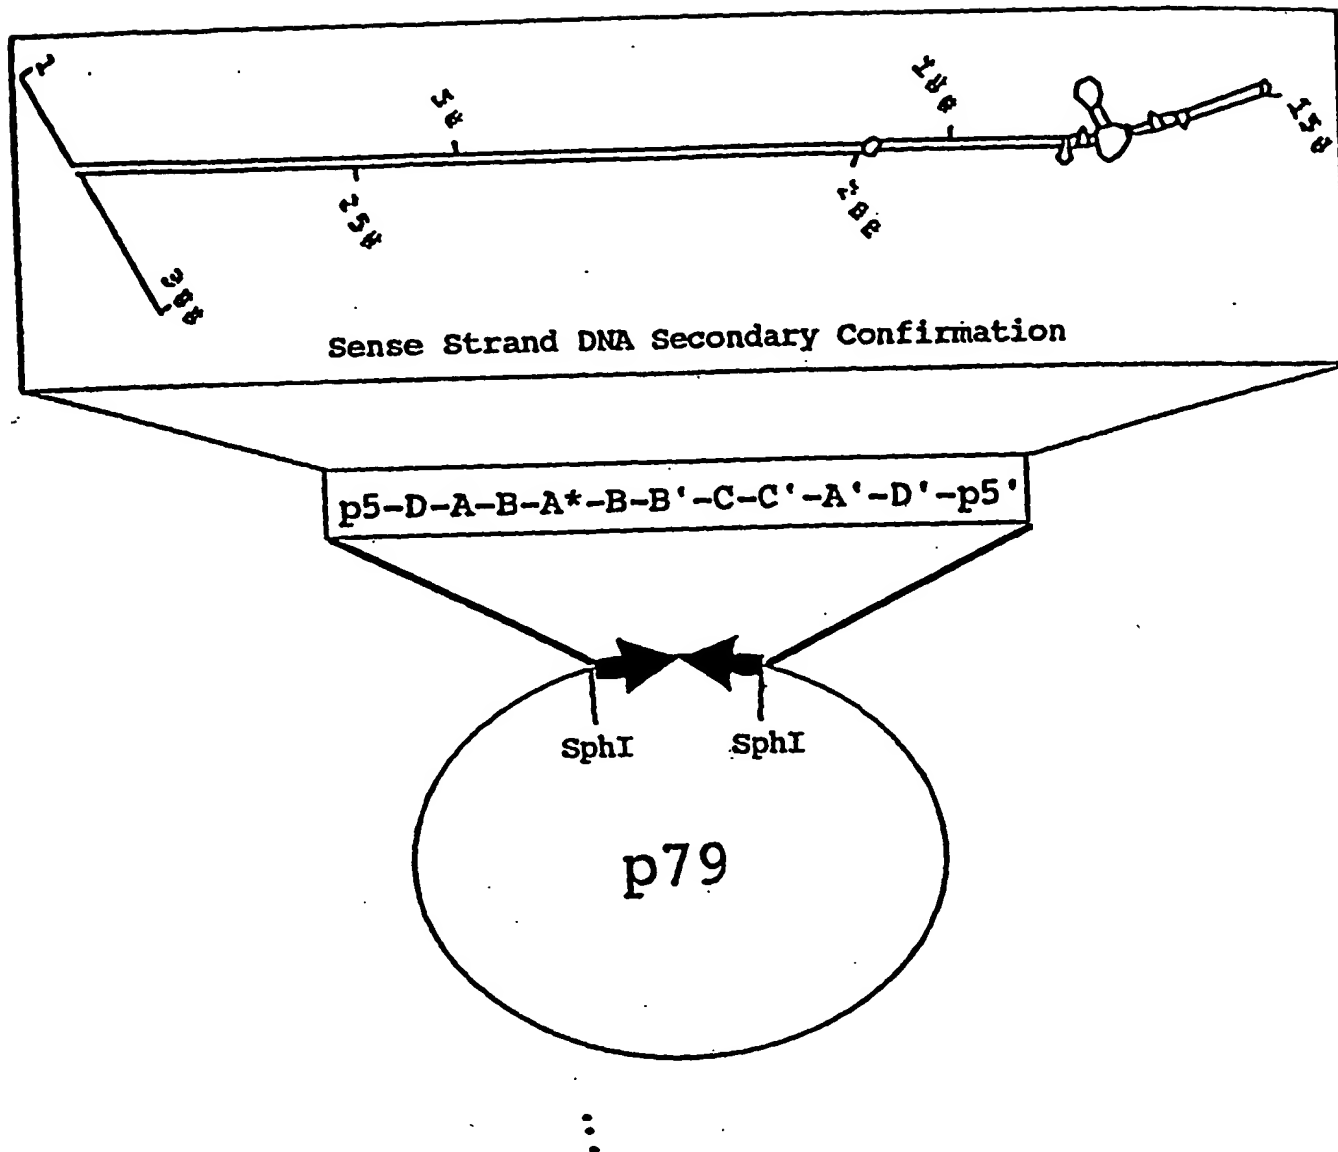 1
50
100
150
250
200
300
Sense Strand DNA Secondary Confirmation
p5-D-A-B-A*-B-B'-C-C'-A'-D'-p5'
SphI
SphI
p79